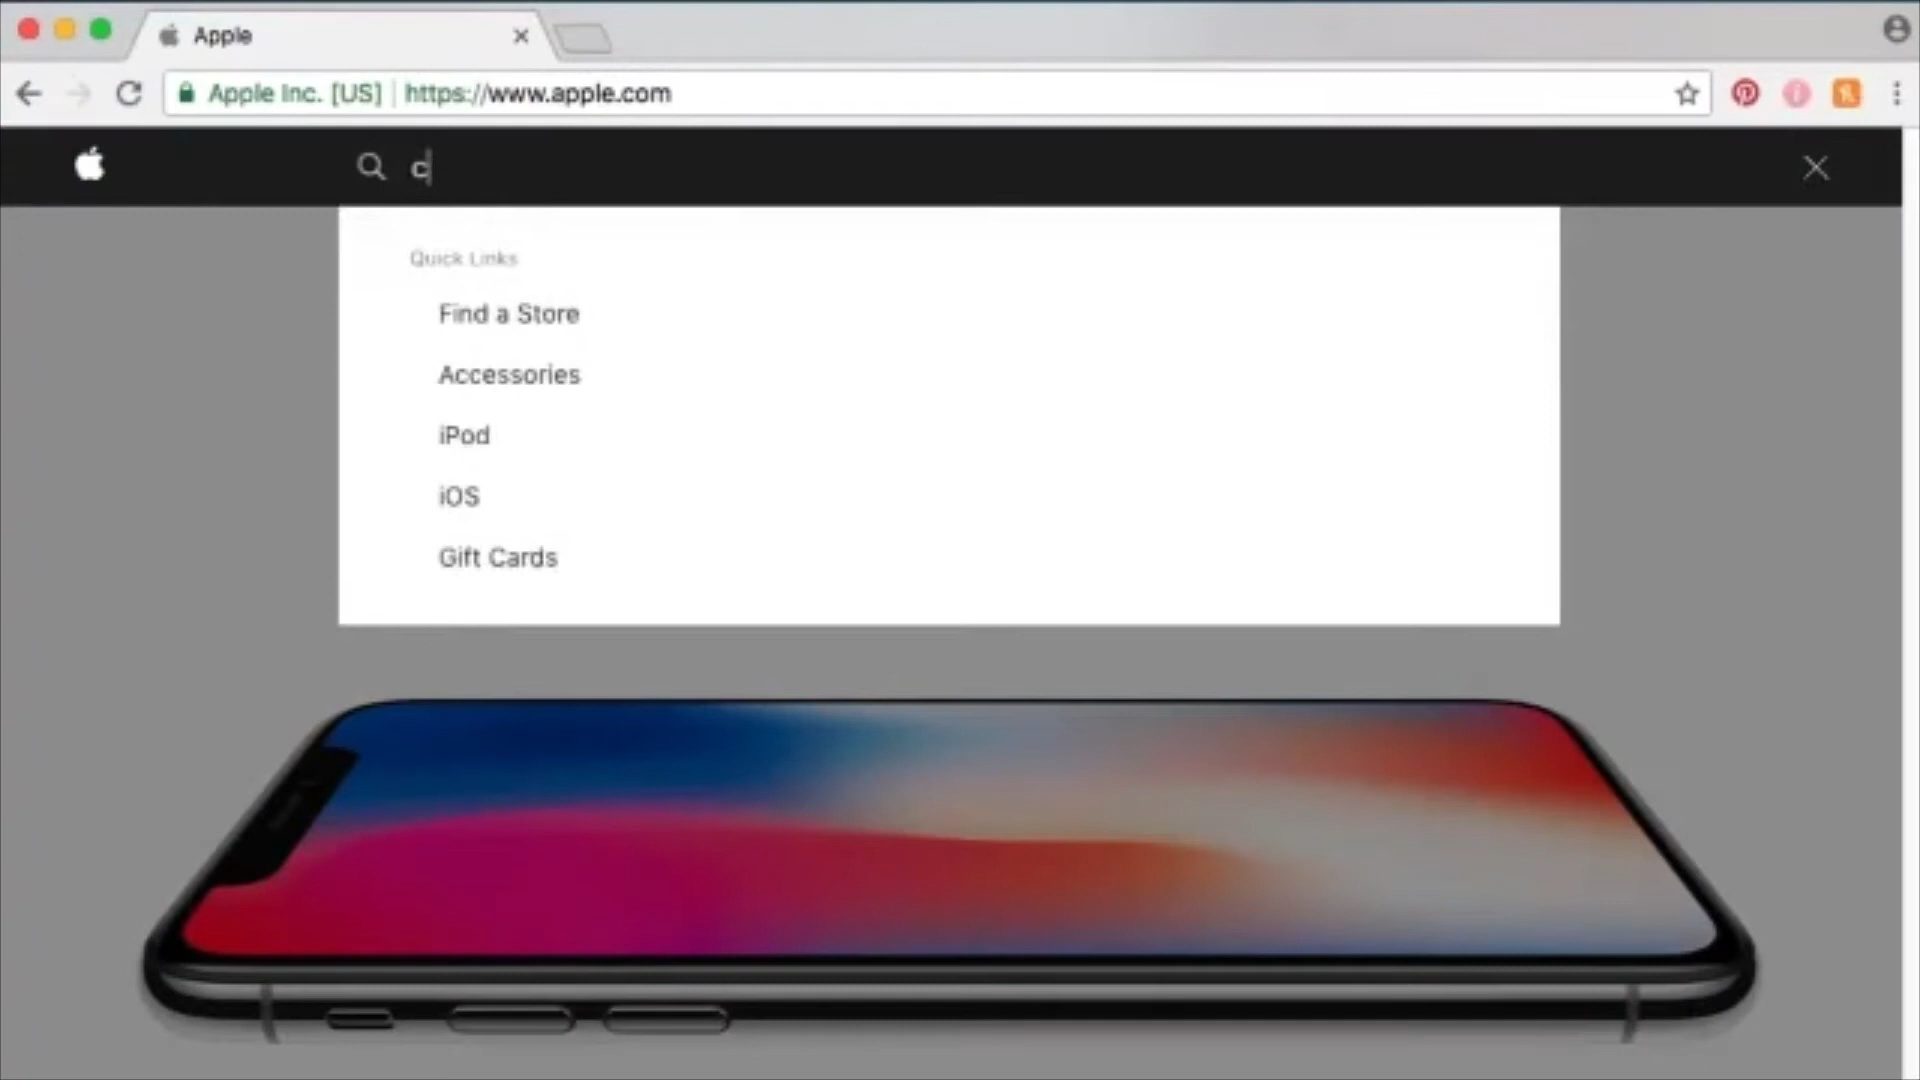 Apple
Apple Inc. [US] | https://www.apple.com
c
Quick Links
Find a Store
Accessories
iPod
iOS
Gift Cards